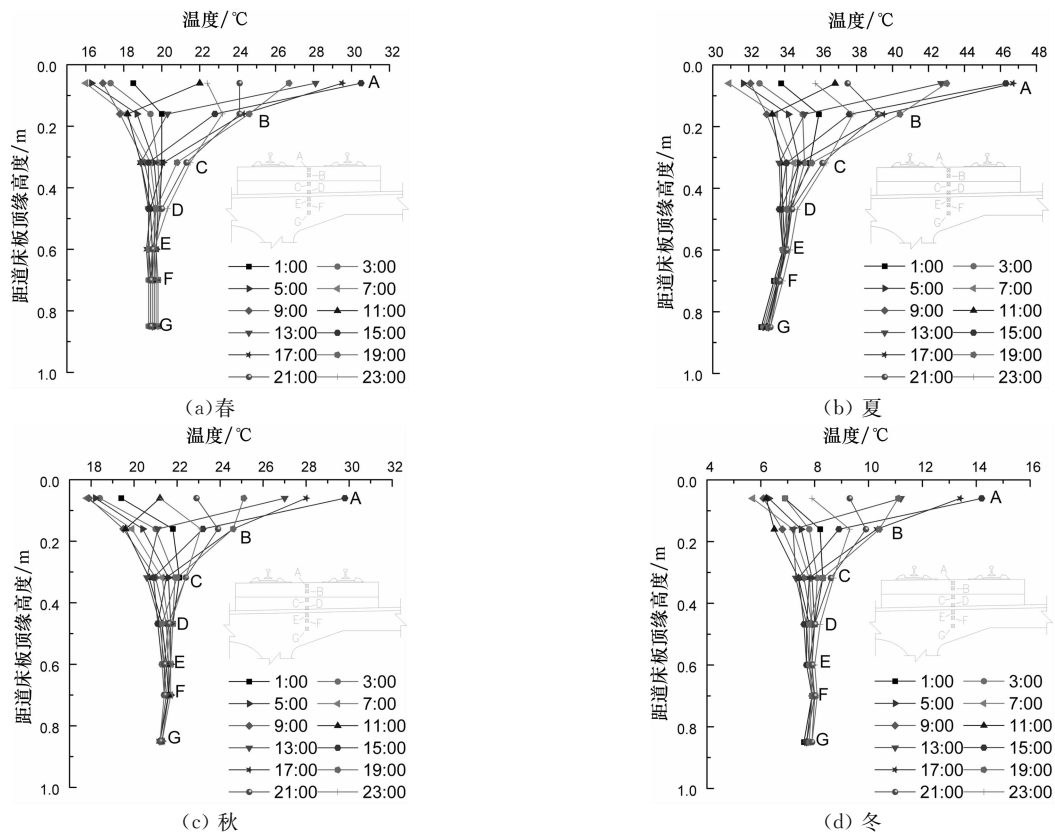 温度/℃
16 18 20 22 24 26 28 30 32
0.0
0.2
0.4
0.6
0.8
1.0
距道床板顶缘高度/m
A
B
C
D
E
F
G
A
B
C D
E F
G
1:00 3:00
5:00 7:00
9:00 11:00
13:00 15:00
17:00 19:00
21:00 23:00
(a)春
温度/℃
30 32 34 36 38 40 42 44 46 48
0.0
0.2
0.4
0.6
0.8
1.0
距道床板顶缘高度/m
A
B
C
D
E
F
G
A
B
C D
E F
G
1:00 3:00
5:00 7:00
9:00 11:00
13:00 15:00
17:00 19:00
21:00 23:00
(b) 夏
温度/℃
18 20 22 24 26 28 30 32
0.0
0.2
0.4
0.6
0.8
1.0
距道床板顶缘高度/m
A
B
C
D
E
F
G
A
B
C D
E F
G
1:00 3:00
5:00 7:00
9:00 11:00
13:00 15:00
17:00 19:00
21:00 23:00
(c) 秋
温度/℃
4 6 8 10 12 14 16
0.0
0.2
0.4
0.6
0.8
1.0
距道床板顶缘高度/m
A
B
C
D
E
F
G
A
B
C D
E F
G
1:00 3:00
5:00 7:00
9:00 11:00
13:00 15:00
17:00 19:00
21:00 23:00
(d) 冬